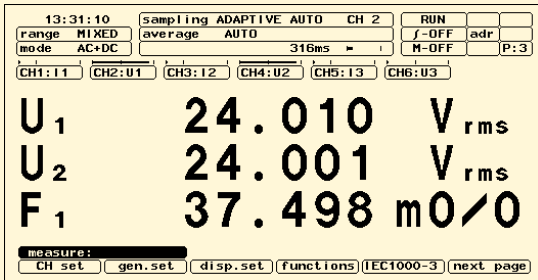 13:31:10 sampling ADAPTIVE AUTO CH 2 RUN
range MIXED average AUTO ∫-OFF adr
mode AC+DC 316ms M-OFF P:3
CH1:I1 CH2:U1 CH3:I2 CH4:U2 CH5:I3 CH6:U3
U1 24.010 Vrms
U2 24.001 Vrms
F1 37.498 mO/O
measure:
CH set gen.set disp.set functions IEC1000-3 next page